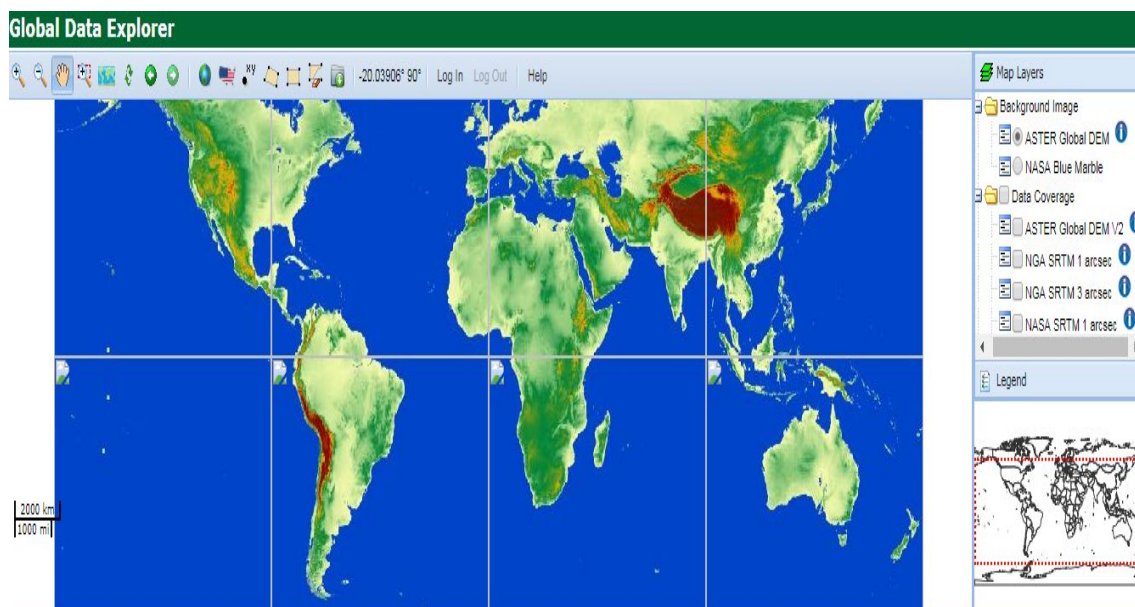 Global Data Explorer
xy
-20.03906° 90° Log In Log Out Help
Map Layers
Background Image
ASTER Global DEM
NASA Blue Marble
Data Coverage
ASTER Global DEM V2
NGA SRTM 1 arcsec
NGA SRTM 3 arcsec
NASA SRTM 1 arcsec
Legend
2000 km
1000 mi